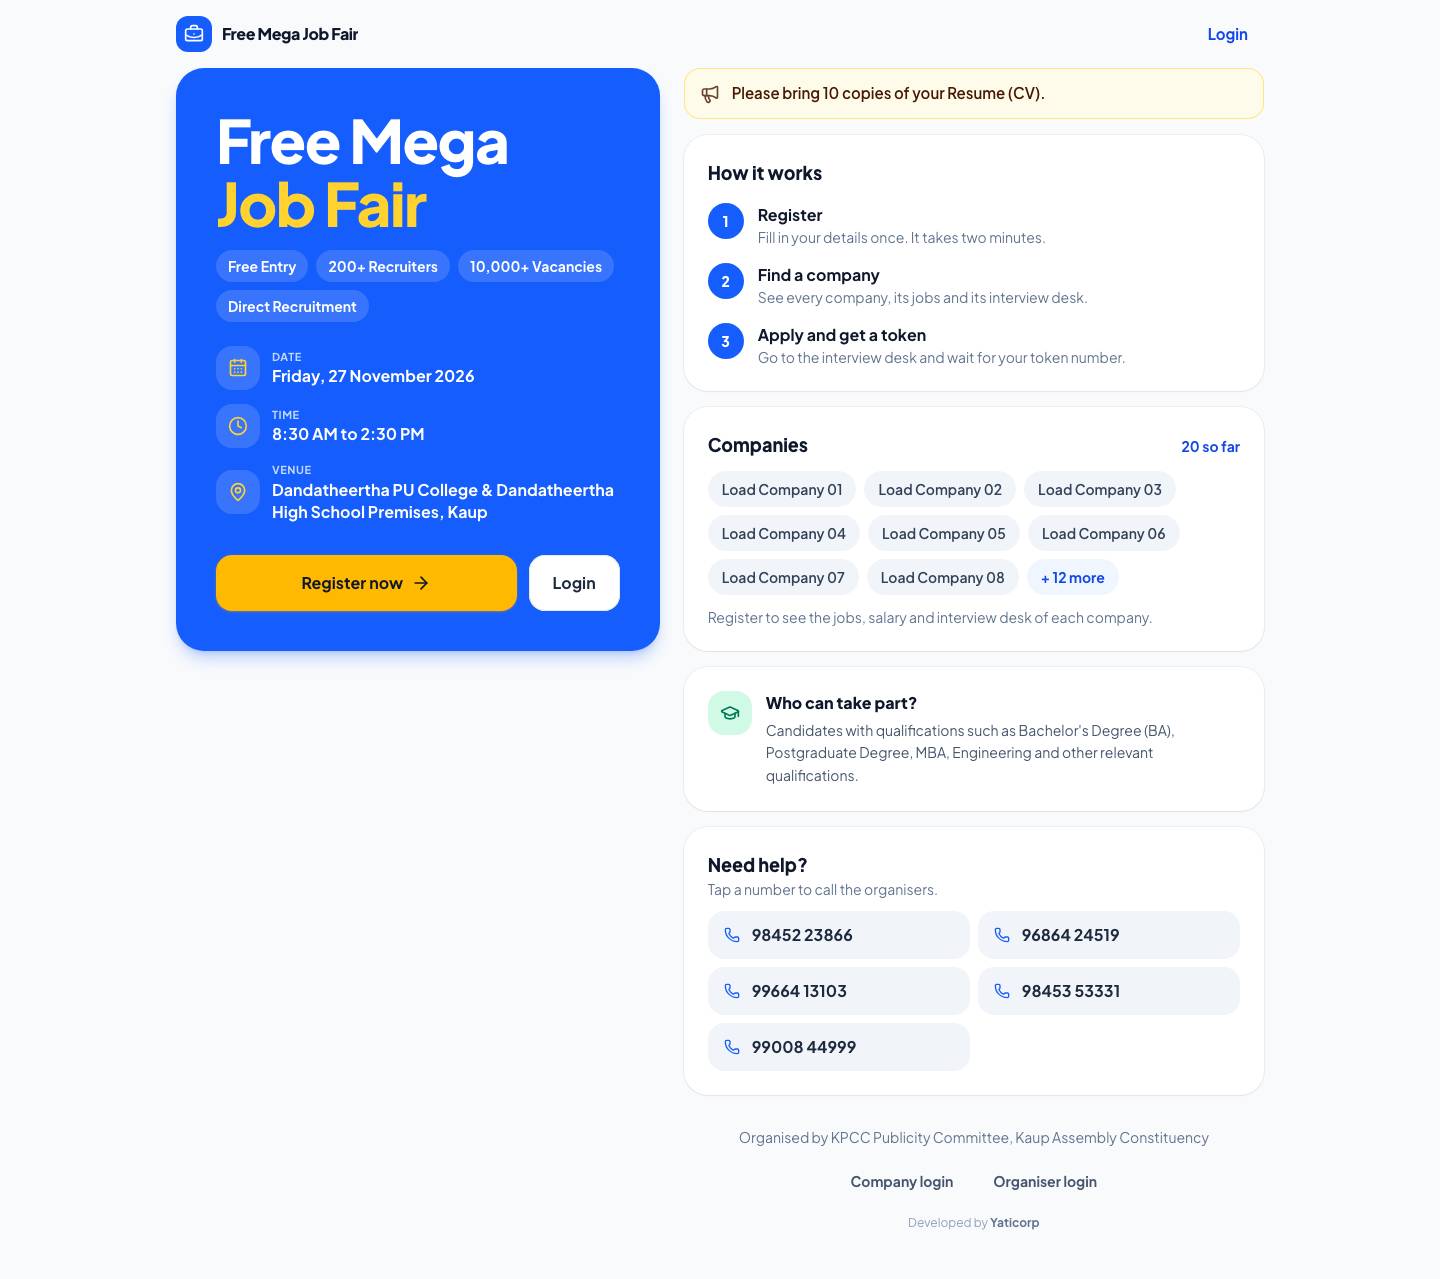 Free Mega Job Fair
Login
Free Mega
Job Fair
Free Entry
200+ Recruiters
10,000+ Vacancies
Direct Recruitment
DATE
Friday, 27 November 2026
TIME
8:30 AM to 2:30 PM
VENUE
Dandatheertha PU College & Dandatheertha
High School Premises, Kaup
Register now
Login
Please bring 10 copies of your Resume (CV).
How it works
1
Register
Fill in your details once. It takes two minutes.
2
Find a company
See every company, its jobs and its interview desk.
3
Apply and get a token
Go to the interview desk and wait for your token number.
Companies
20 so far
Load Company 01
Load Company 02
Load Company 03
Load Company 04
Load Company 05
Load Company 06
Load Company 07
Load Company 08
+ 12 more
Register to see the jobs, salary and interview desk of each company.
Who can take part?
Candidates with qualifications such as Bachelor's Degree (BA),
Postgraduate Degree, MBA, Engineering and other relevant
qualifications.
Need help?
Tap a number to call the organisers.
98452 23866
96864 24519
99664 13103
98453 53331
99008 44999
Organised by KPCC Publicity Committee, Kaup Assembly Constituency
Company login
Organiser login
Developed by Yaticorp